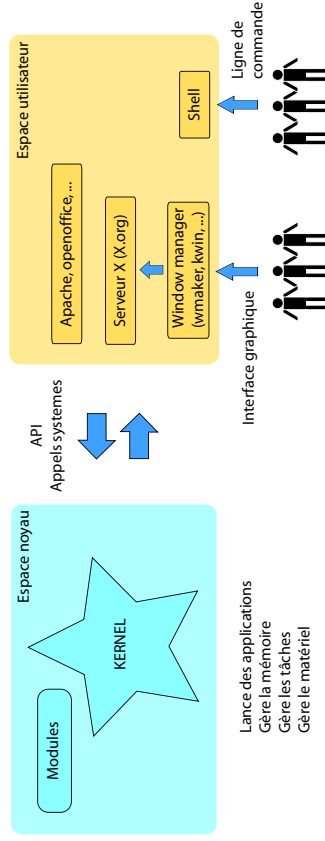 Espace noyau
Modules
KERNEL
Lance des applications
Gère la mémoire
Gère les tâches
Gère le matériel
API
Appels systemes
Espace utilisateur
Apache, openoffice, ...
Serveur X (X.org)
Window manager
(wmaker, kwin, ...)
Shell
Interface graphique
Ligne de
commande